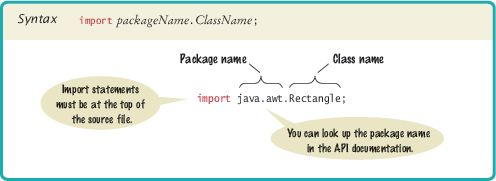 Syntax import packageName.ClassName;
Package name Class name
Import statements
must be at the top of
the source file.
import java.awt.Rectangle;
You can look up the package name
in the API documentation.